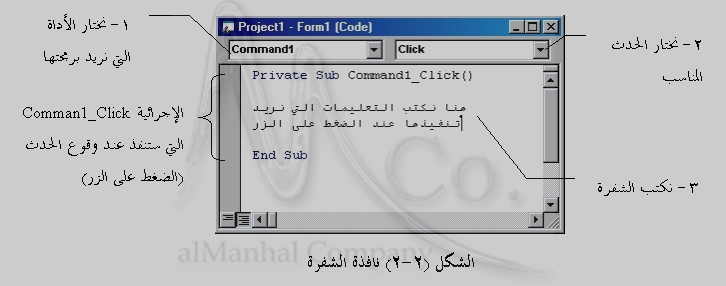 ١- نختار الأداة
التي نريد برمجتها
Project1 - Form1 (Code)
Command1
Click
٢- نختار الحدث
المناسب
Private Sub Command1_Click()
هنا نكتب التعليمات التي نريد
تنفيذها عند الضغط على الزر
End Sub
الإجرائية Comman1_Click
التي ستنفذ عند وقوع الحدث
(الضغط على الزر)
٣- نكتب الشفرة
Co.
alManhal Company
الشكل (٢-٢) نافذة الشفرة